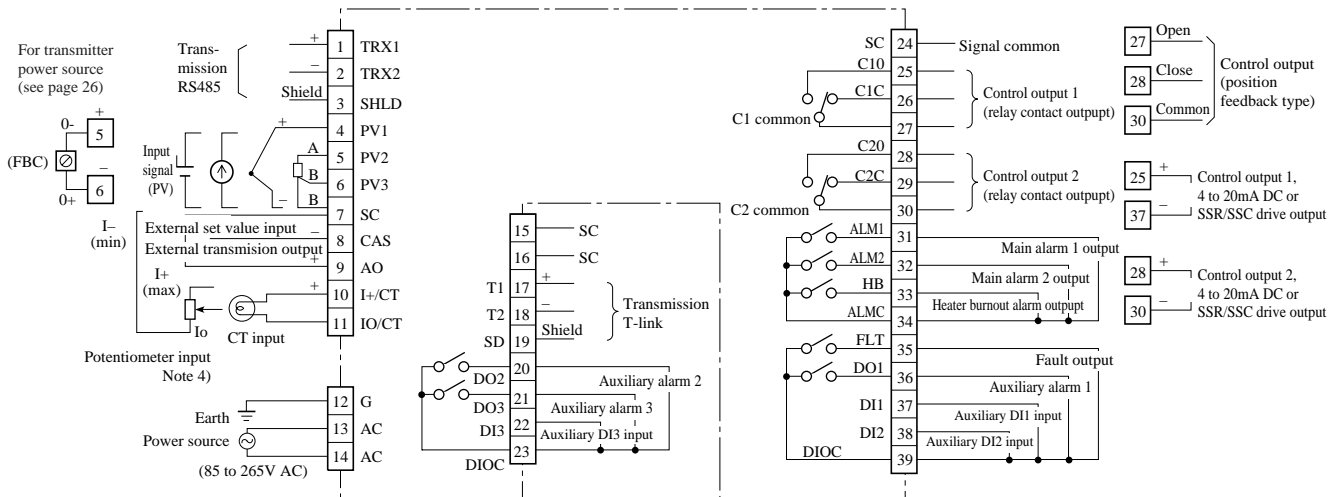 For transmitter
power source
(see page 26)
0-
+
5
(FBC)
−
6
0+
Trans-
mission
RS485
+
−
Shield
1 TRX1
2 TRX2
3 SHLD
4 PV1
5 PV2
6 PV3
7 SC
8 CAS
9 AO
10 I+/CT
11 IO/CT
Input
signal
(PV)
+
−
A
B
B
I–
(min)
External set value input
−
External transmision output
+
I+
(max)
+
Io
CT input
Potentiometer input
Note 4)
Earth
12 G
Power source
13 AC
14 AC
(85 to 265V AC)
15 SC
16 SC
T1 17 +
T2 18 −
SD 19 Shield
Transmission
T-link
20
DO2
Auxiliary alarm 2
21
DO3
Auxiliary alarm 3
22
DI3
Auxiliary DI3 input
23
DIOC
SC 24 Signal common
C10 25
C1C 26
C1 common 27
Control output 1
(relay contact outpupt)
C20 28
C2C 29
C2 common 30
Control output 2
(relay contact outpupt)
ALM1 31
Main alarm 1 output
ALM2 32
Main alarm 2 output
HB 33
Heater burnout alarm outpupt
ALMC 34
FLT 35
Fault output
DO1 36
Auxiliary alarm 1
DI1 37
Auxiliary DI1 input
DI2 38
Auxiliary DI2 input
DIOC 39
27 Open
28 Close
30 Common
Control output
(position
feedback type)
25 +
37 −
Control output 1,
4 to 20mA DC or
SSR/SSC drive output
28 +
30 −
Control output 2,
4 to 20mA DC or
SSR/SSC drive output